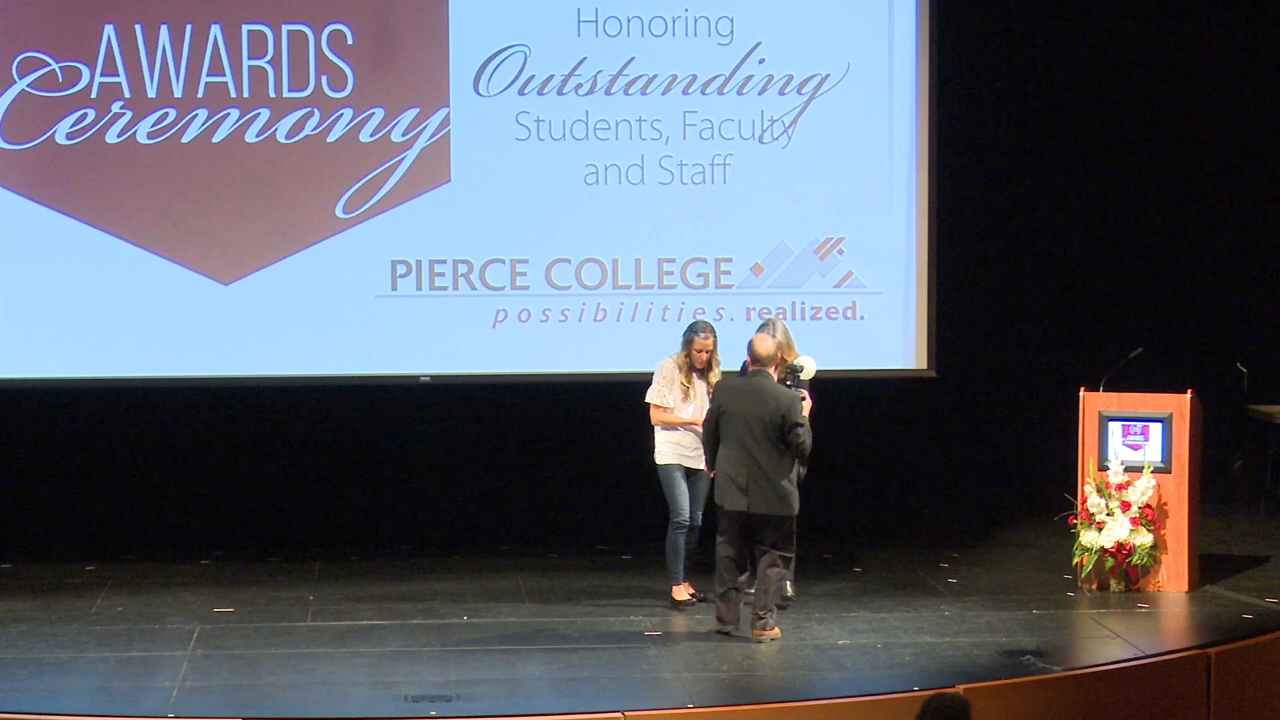 AWARDS
Ceremony
Honoring
Outstanding
Students, Faculty
and Staff
PIERCE COLLEGE
possibilities. realized.